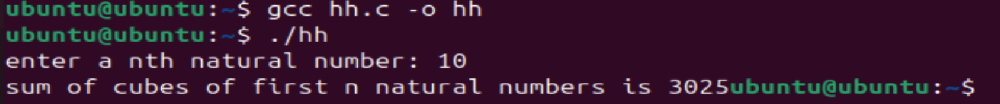 ubuntu@ubuntu:~$ gcc hh.c -o hh
ubuntu@ubuntu:~$ ./hh
enter a nth natural number: 10
sum of cubes of first n natural numbers is 3025ubuntu@ubuntu:~$